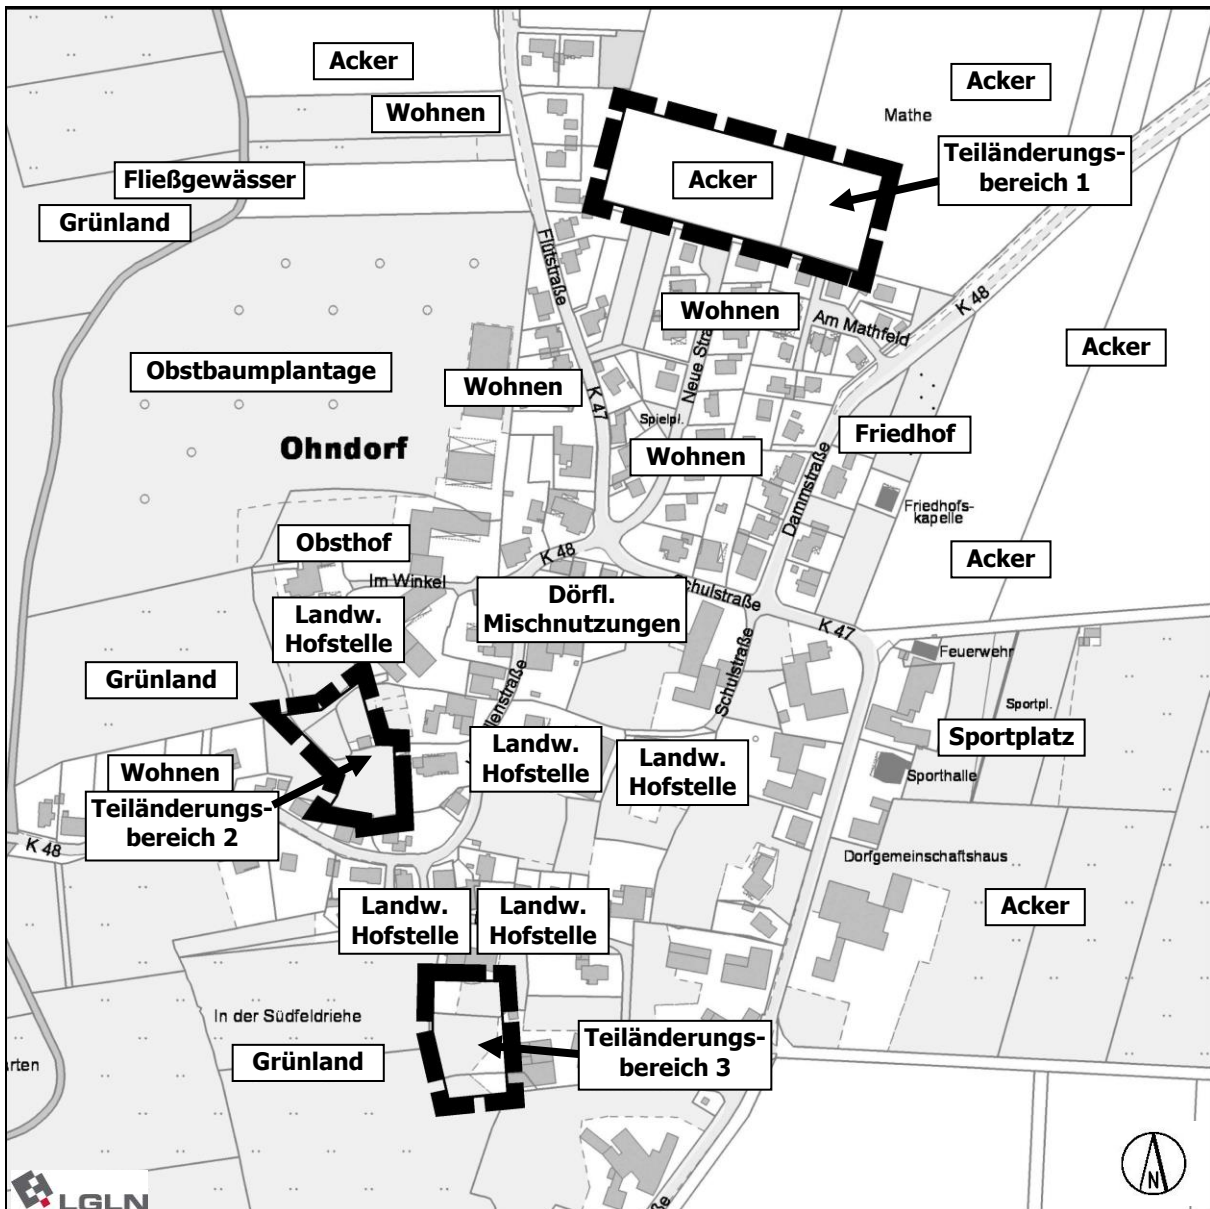 Acker
Wohnen
Acker
Mathe
Teiländerungs-
bereich 1
Fließgewässer
Acker
Grünland
Flütstraße
K 48
Wohnen
Am Mathfeld
Acker
Obstbaumplantage
Wohnen
Neue Stra
K 47
Spielpl.
Friedhof
Ohndorf
Wohnen
Dammstraße
Friedhofs-
kapelle
Obsthof
K 48
Acker
Im Winkel
Dörfl.
Mischnutzungen
Schulstraße
Landw.
Hofstelle
K 47
Feuerwehr
Schulstraße
Grünland
lenstraße
Sportpl.
Sportplatz
Landw.
Hofstelle
Landw.
Hofstelle
Wohnen
Sporthalle
Teiländerungs-
bereich 2
K 48
Dorfgemeinschaftshaus
Landw.
Hofstelle
Landw.
Hofstelle
Acker
In der Südfeldriehe
Grünland
Teiländerungs-
bereich 3
rten
N
LGLN
aße